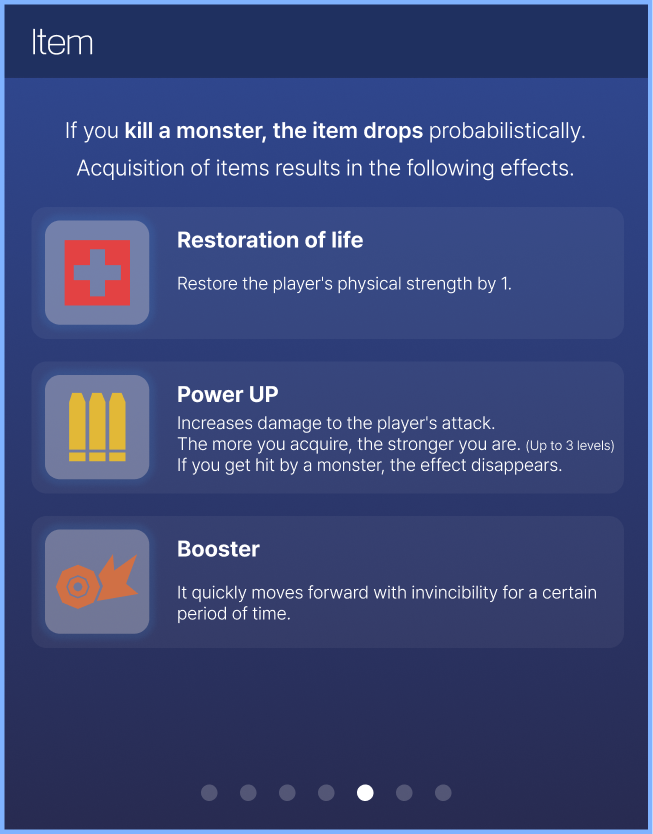 Item
If you kill a monster, the item drops probabilistically.
Acquisition of items results in the following effects.
Restoration of life
Restore the player's physical strength by 1.
Power UP
Increases damage to the player's attack.
The more you acquire, the stronger you are. (Up to 3 levels)
If you get hit by a monster, the effect disappears.
Booster
It quickly moves forward with invincibility for a certain
period of time.